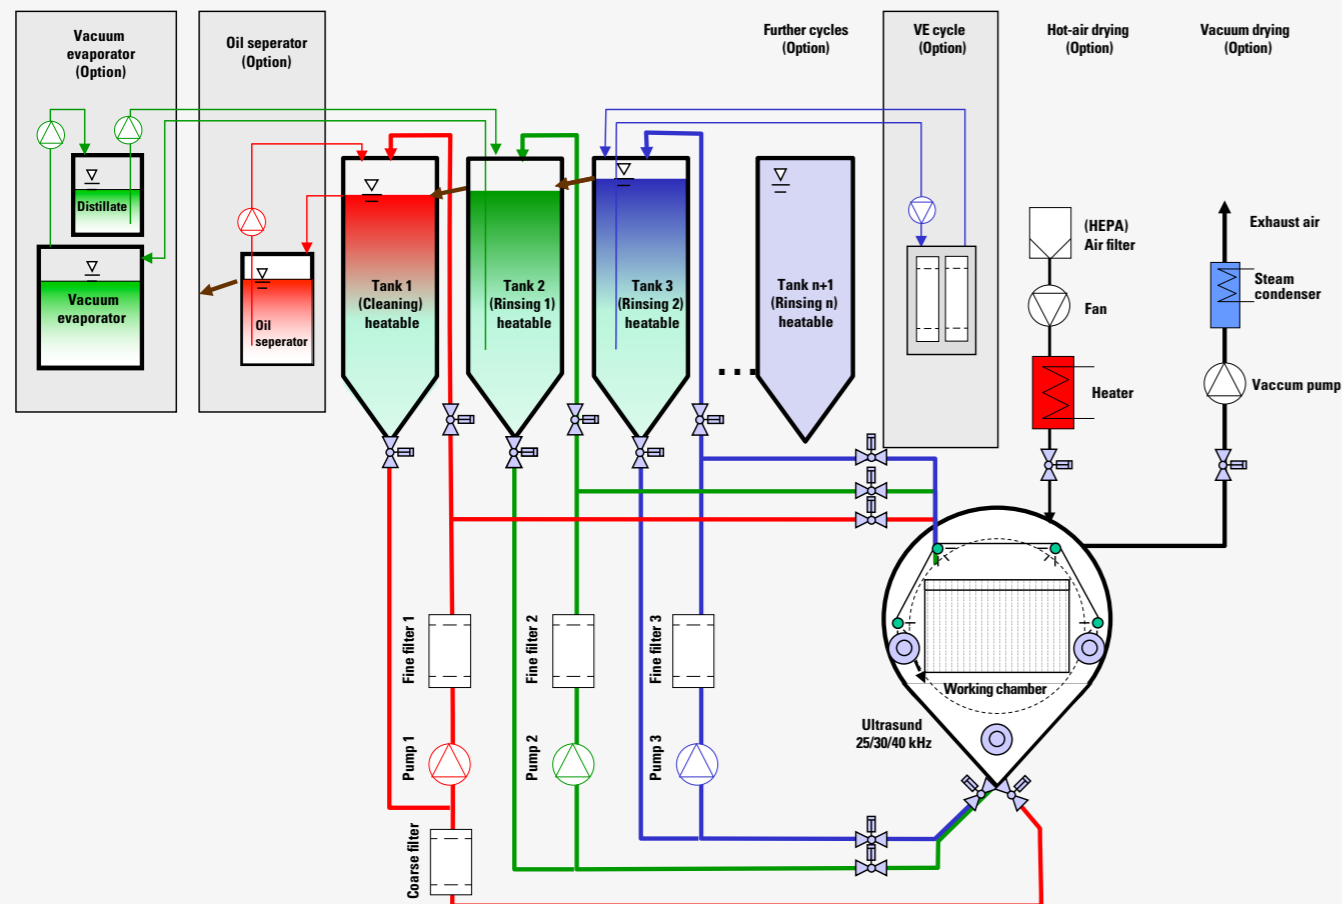 Vacuum
evaporator
(Option)
Oil seperator
(Option)
Further cycles
(Option)
VE cycle
(Option)
Hot-air drying
(Option)
Vacuum drying
(Option)
Distillate
Vacuum
evaporator
Oil
seperator
Tank 1
(Cleaning)
heatable
Tank 2
(Rinsing 1)
heatable
Tank 3
(Rinsing 2)
heatable
...
Tank n+1
(Rinsing n)
heatable
(HEPA)
Air filter
Fan
Heater
Exhaust air
Steam
condenser
Vaccum pump
Fine filter 1
Fine filter 2
Fine filter 3
Working chamber
Ultrasund
25/30/40 kHz
Pump 1
Pump 2
Pump 3
Coarse filter